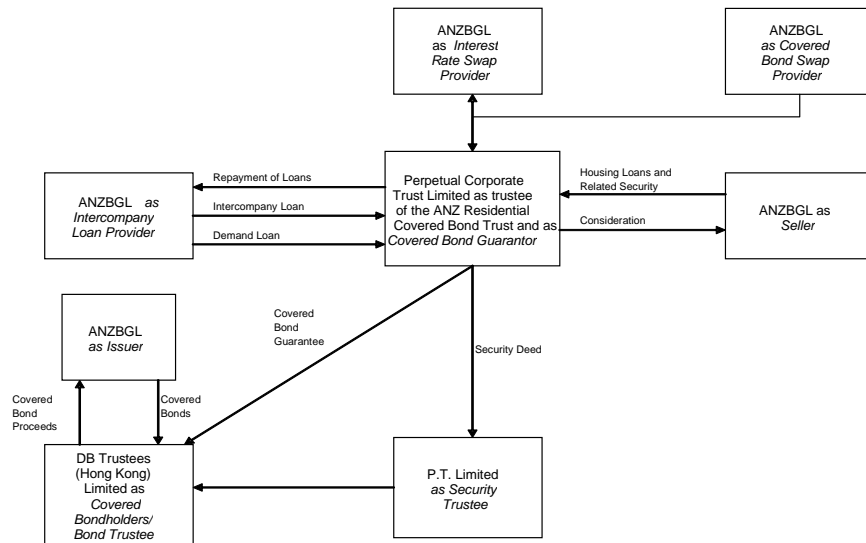 ANZBGL
as Interest
Rate Swap
Provider
ANZBGL
as Covered
Bond Swap
Provider
Repayment of Loans
Intercompany Loan
Demand Loan
ANZBGL as
Intercompany
Loan Provider
Perpetual Corporate
Trust Limited as trustee
of the ANZ Residential
Covered Bond Trust and as
Covered Bond Guarantor
Housing Loans and
Related Security
Consideration
ANZBGL as
Seller
Covered
Bond
Guarantee
Security Deed
ANZBGL
as Issuer
Covered
Bond
Proceeds
Covered
Bonds
DB Trustees
(Hong Kong)
Limited as
Covered
Bondholders/
Bond Trustee
P.T. Limited
as Security
Trustee